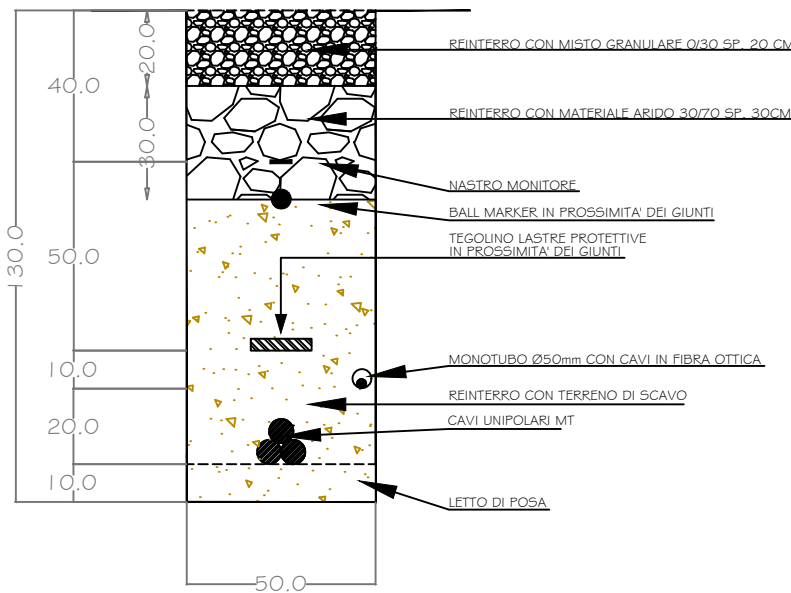 REINTERRO CON MISTO GRANULARE 0/30 SP. 20 CM
REINTERRO CON MATERIALE ARIDO 30/70 SP. 30CM
NASTRO MONITORE
BALL MARKER IN PROSSIMITA' DEI GIUNTI
TEGOLINO LASTRE PROTETTIVE
IN PROSSIMITA' DEI GIUNTI
MONOTUBO Ø50mm CON CAVI IN FIBRA OTTICA
REINTERRO CON TERRENO DI SCAVO
CAVI UNIPOLARI MT
LETTO DI POSA
130.0
40.0
50.0
10.0
20.0
10.0
20.0
30.0
50.0